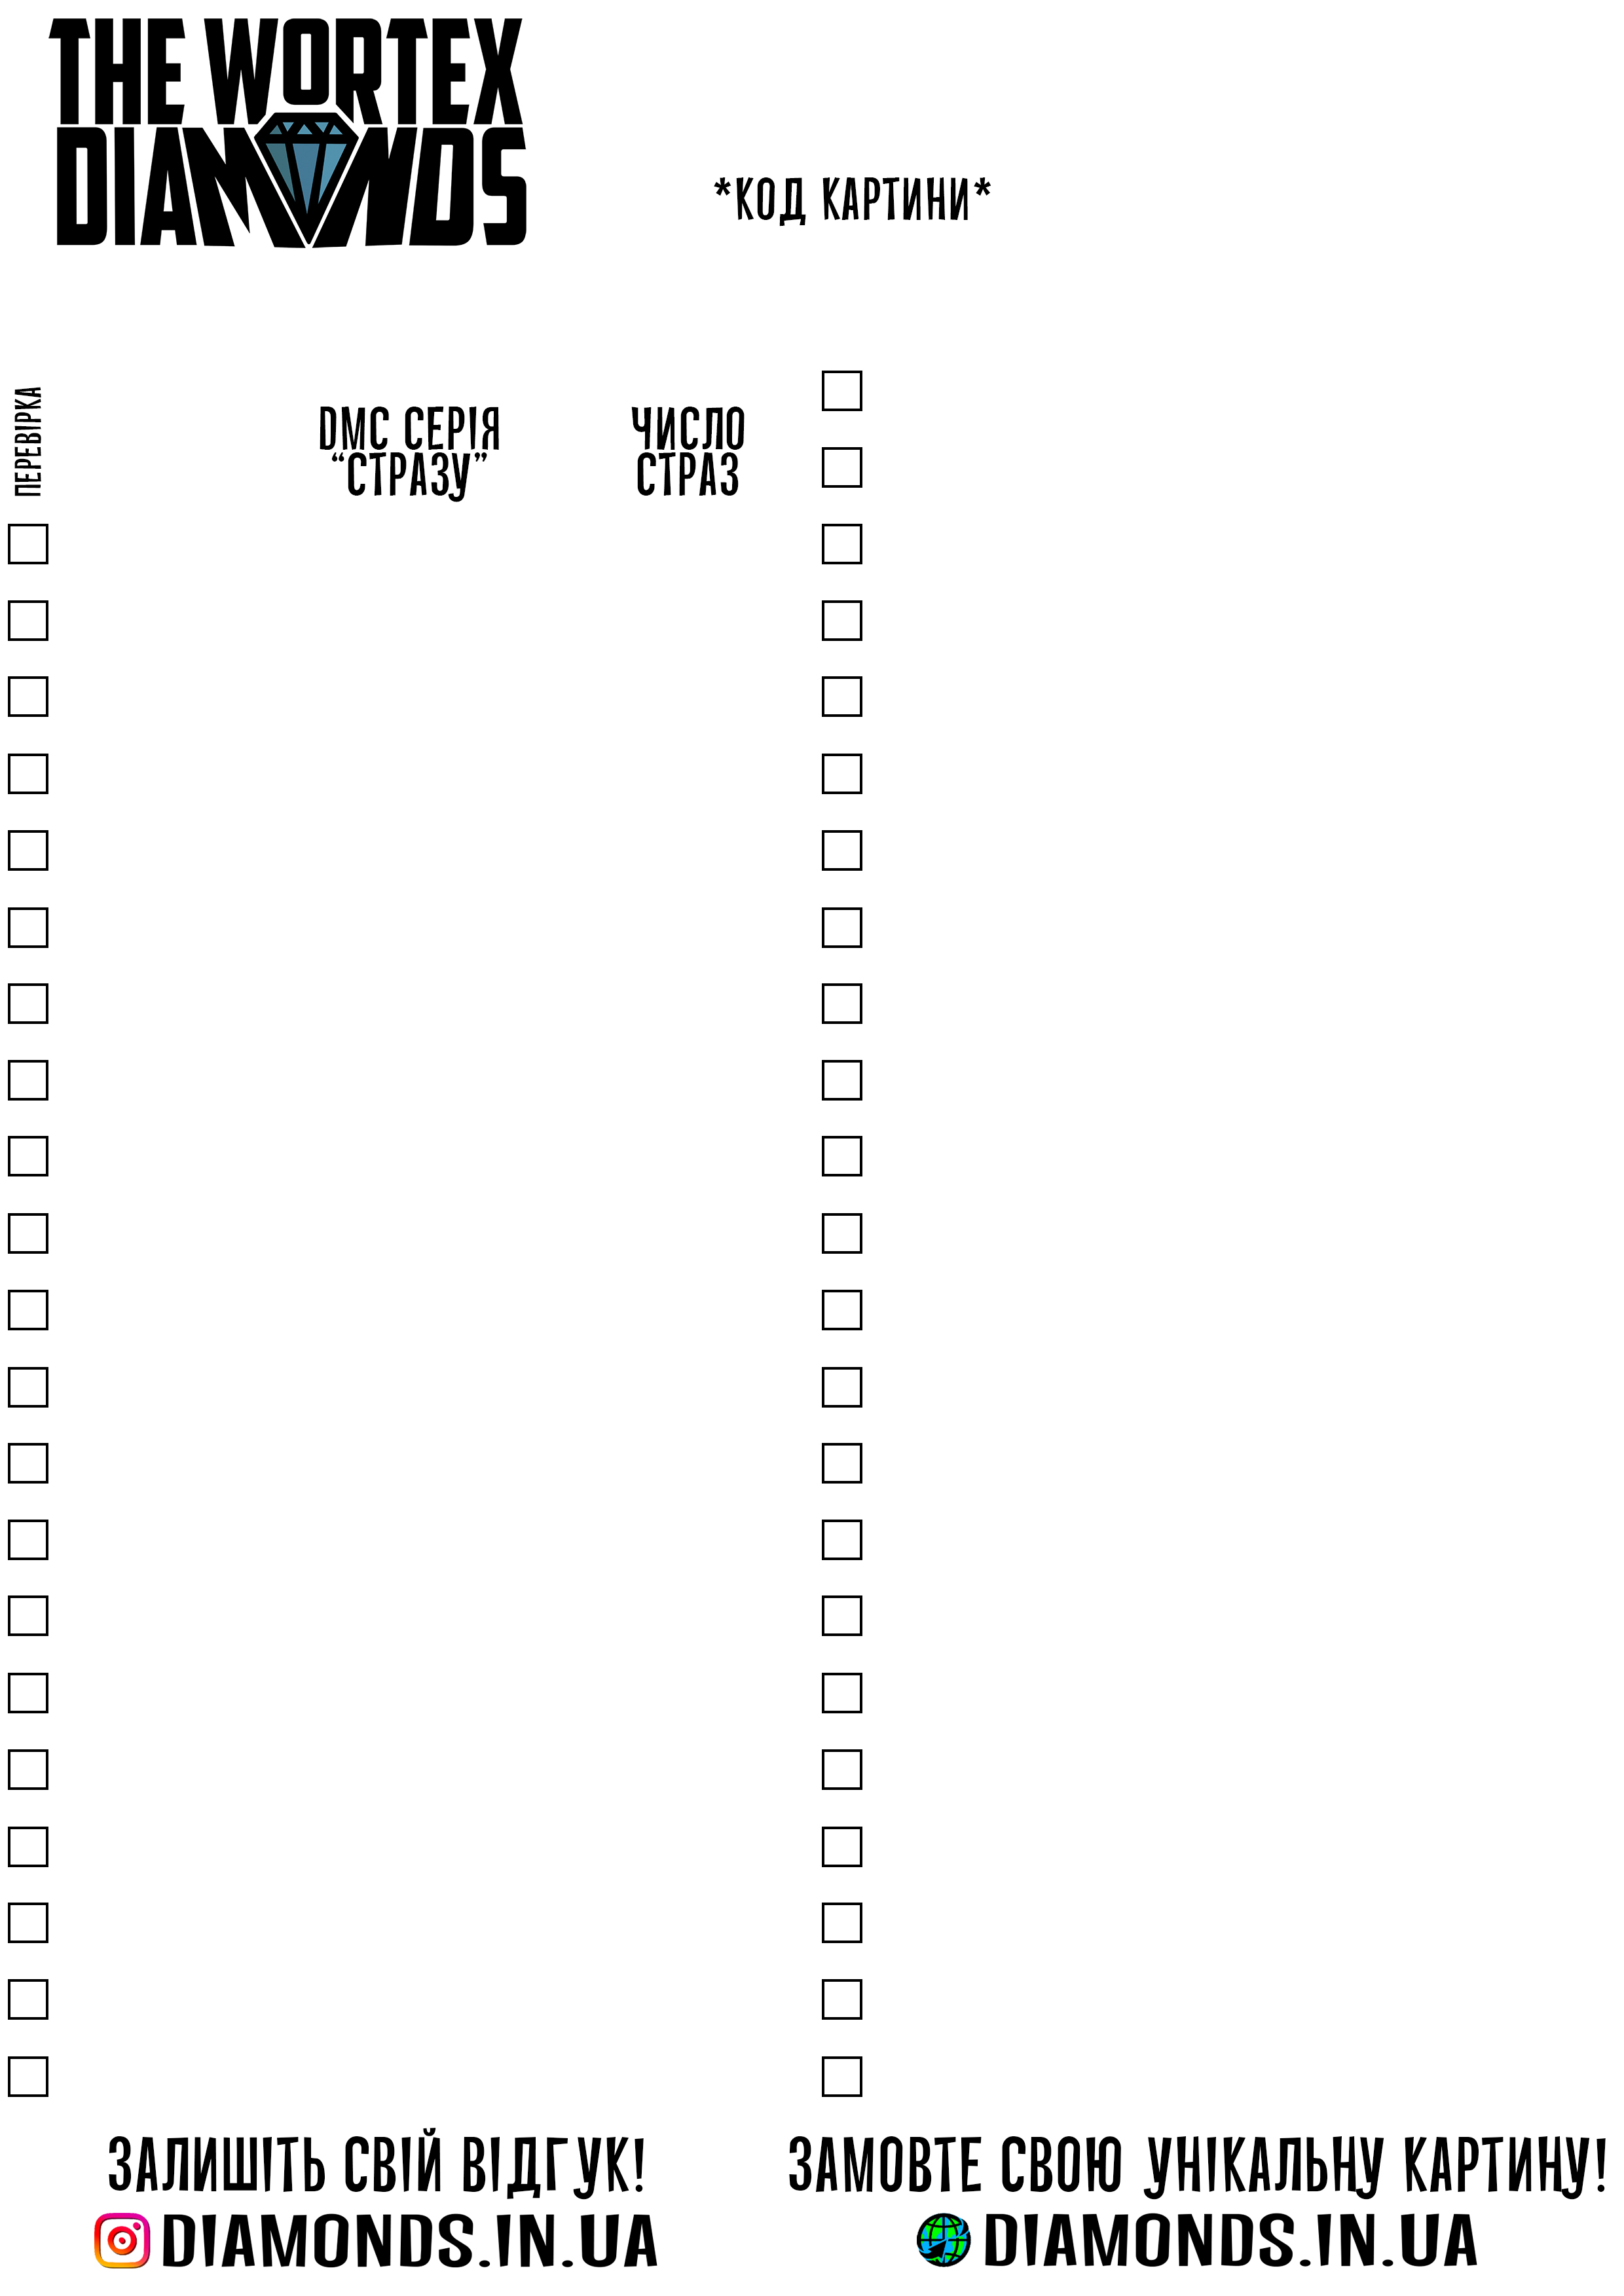 THE WORTEX
DIAMONDS
*КОД КАРТИНИ*
ПЕРЕВІРКА
DMC СЕРІЯ
“СТРАЗУ”
ЧИСЛО
СТРАЗ
ЗАЛИШІТЬ СВІЙ ВІДГУК!
DIAMONDS.IN.UA
ЗАМОВТЕ СВОЮ УНІКАЛЬНУ КАРТИНУ!
DIAMONDS.IN.UA